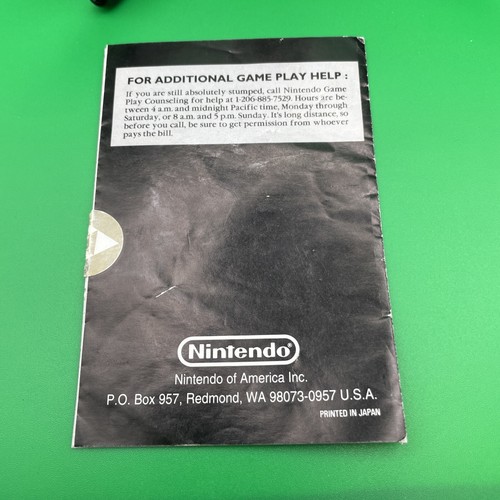 FOR ADDITIONAL GAME PLAY HELP :
If you are still absolutely stumped, call Nintendo Game
Play Counseling for help at 1-206-885-7529. Hours are be-
tween 4 a.m. and midnight Pacific time, Monday through
Saturday, or 8 a.m. and 5 p.m. Sunday. It's long distance, so
before you call, be sure to get permission from whoever
pays the bill.
Nintendo®
Nintendo of America Inc.
P.O. Box 957, Redmond, WA 98073-0957 U.S.A.
PRINTED IN JAPAN